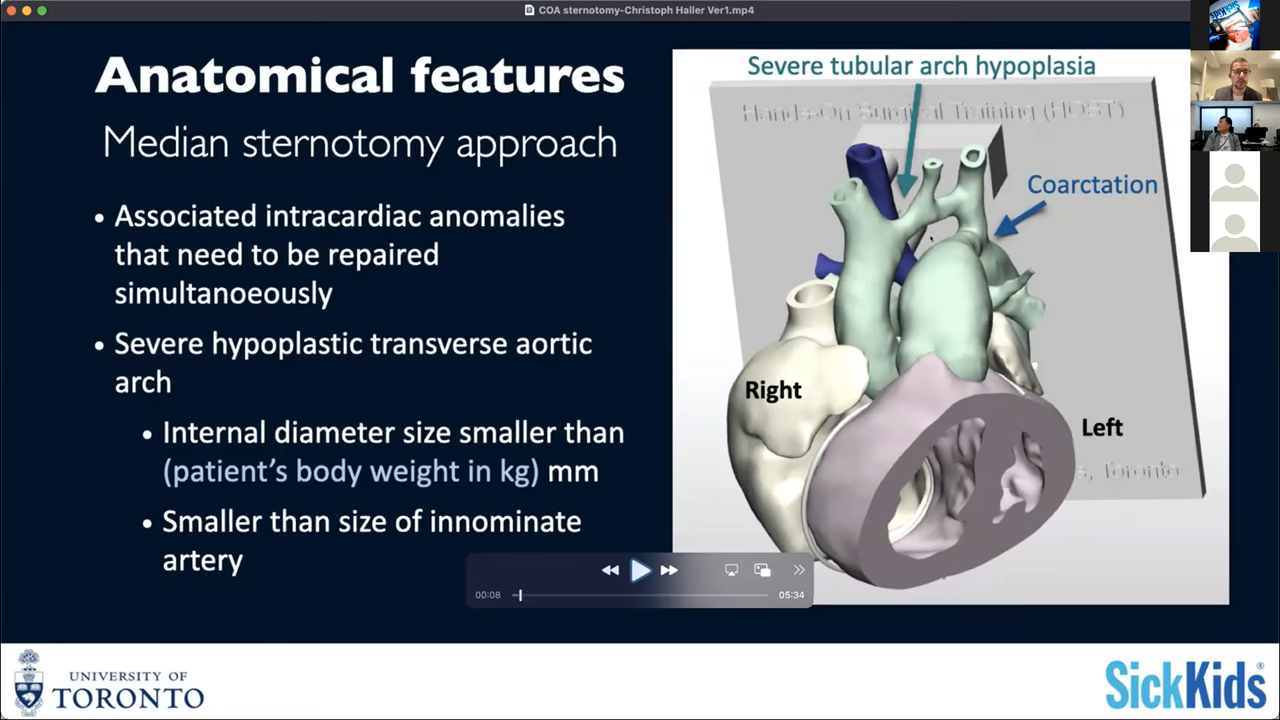 COA sternotomy-Christoph Haller Ver1.mp4
Anatomical features
Median sternotomy approach
• Associated intracardiac anomalies
that need to be repaired
simultanoeously
• Severe hypoplastic transverse aortic
arch
• Internal diameter size smaller than
(patient's body weight in kg) mm
• Smaller than size of innominate
artery
Severe tubular arch hypoplasia
Hands-On Surgical Training (HOST)
Coarctation
Right
Left
Toronto
00:08
05:34
UNIVERSITY OF
TORONTO
SickKids
SickKids